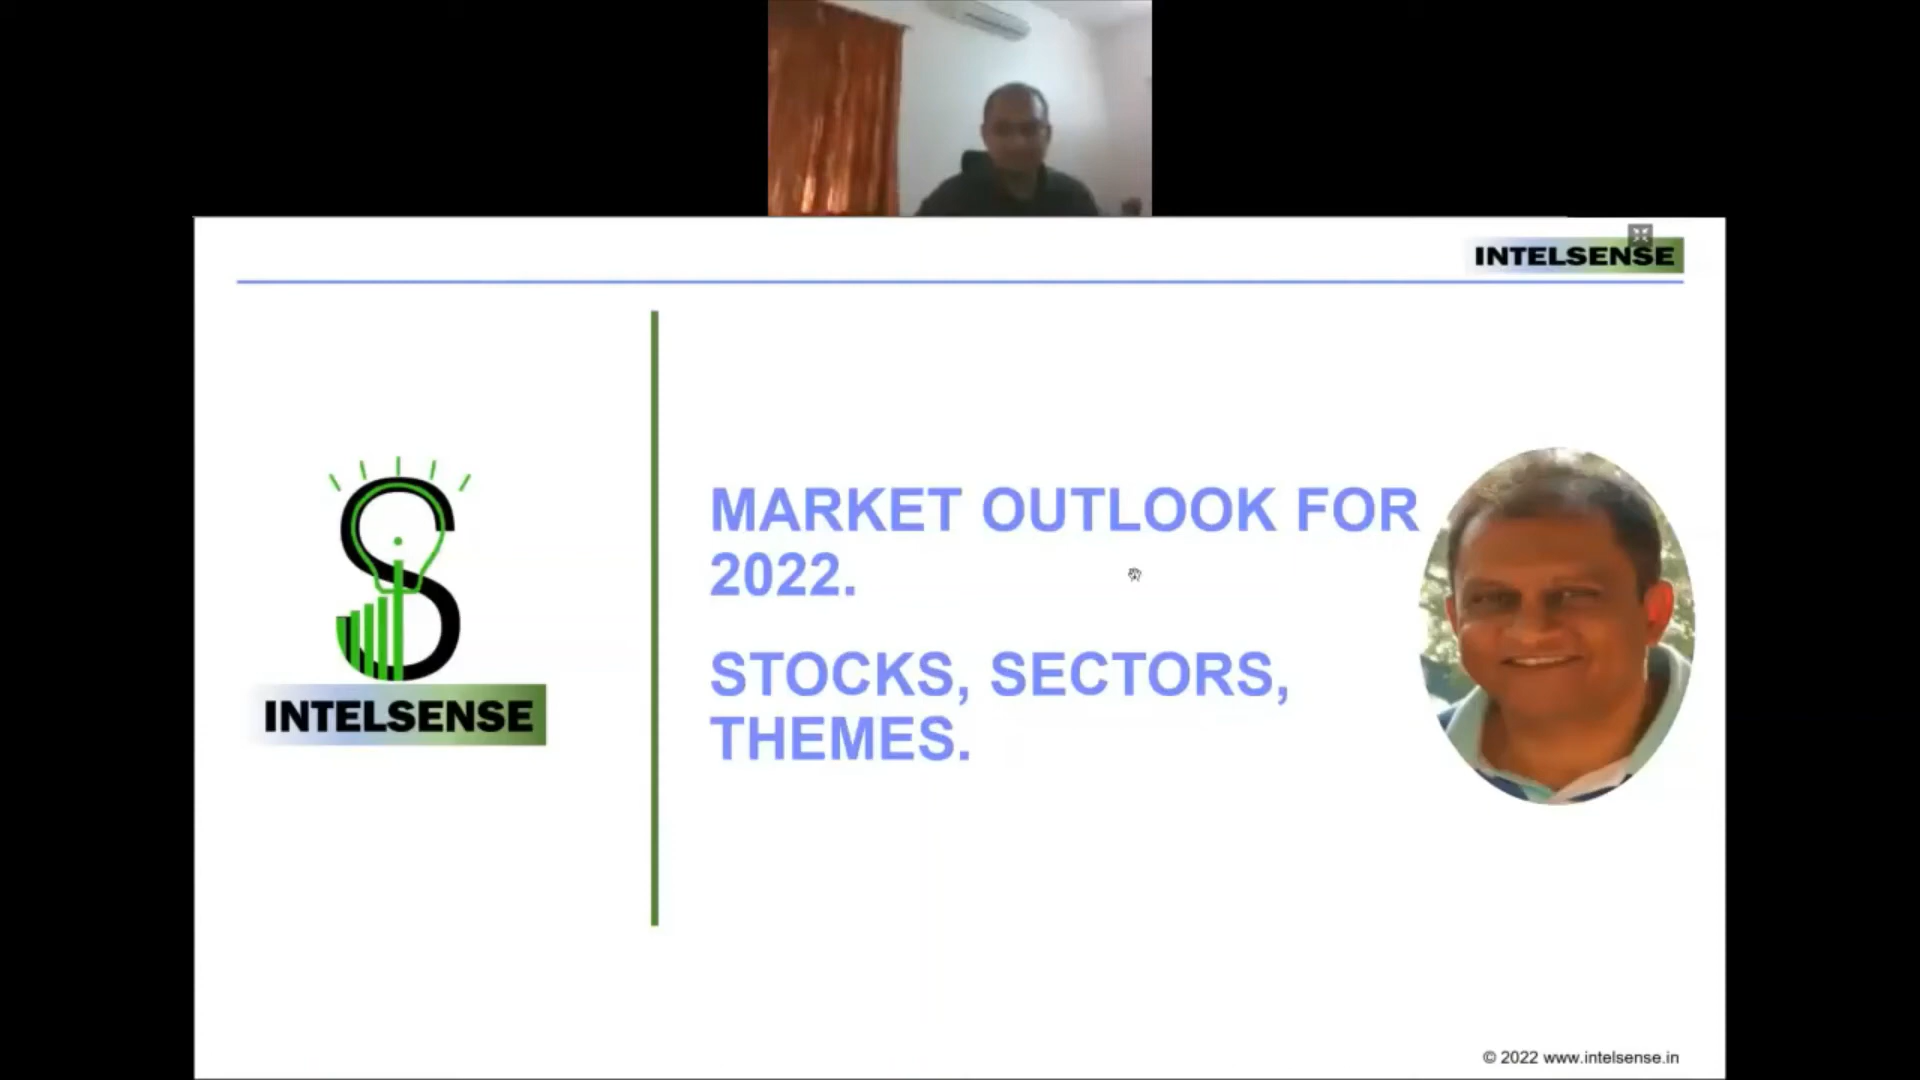 INTELSENSE
MARKET OUTLOOK FOR
2022.
STOCKS, SECTORS,
THEMES.
INTELSENSE
© 2022 www.intelsense.in